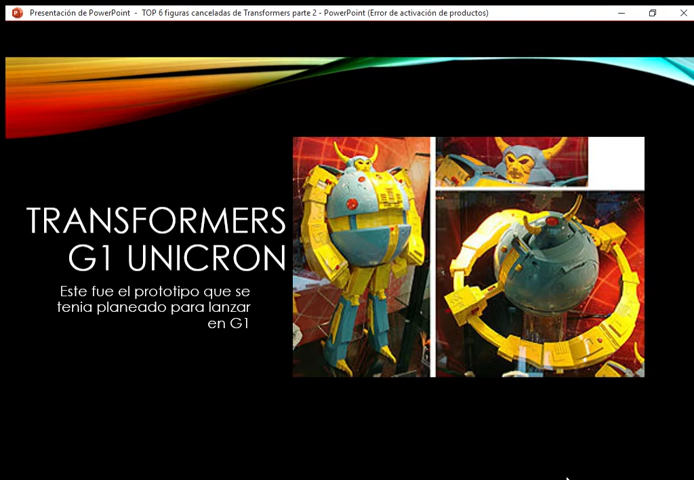 Presentación de PowerPoint - TOP 6 figuras canceladas de Transformers parte 2 - PowerPoint (Error de activación de productos)
TRANSFORMERS
G1 UNICRON
Este fue el prototipo que se
tenia planeado para lanzar
en G1